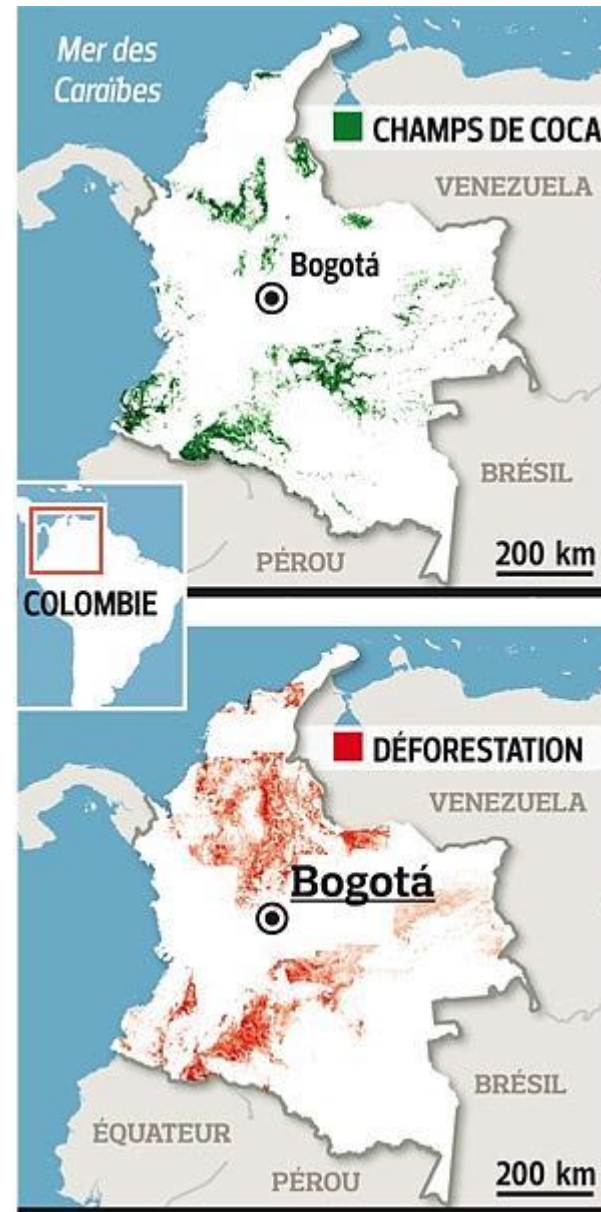 Mer des
Caraïbes
CHAMPS DE COCA
VENEZUELA
Bogotá
BRÉSIL
PÉROU
200 km
COLOMBIE
DÉFORESTATION
VENEZUELA
Bogotá
BRÉSIL
ÉQUATEUR
PÉROU
200 km